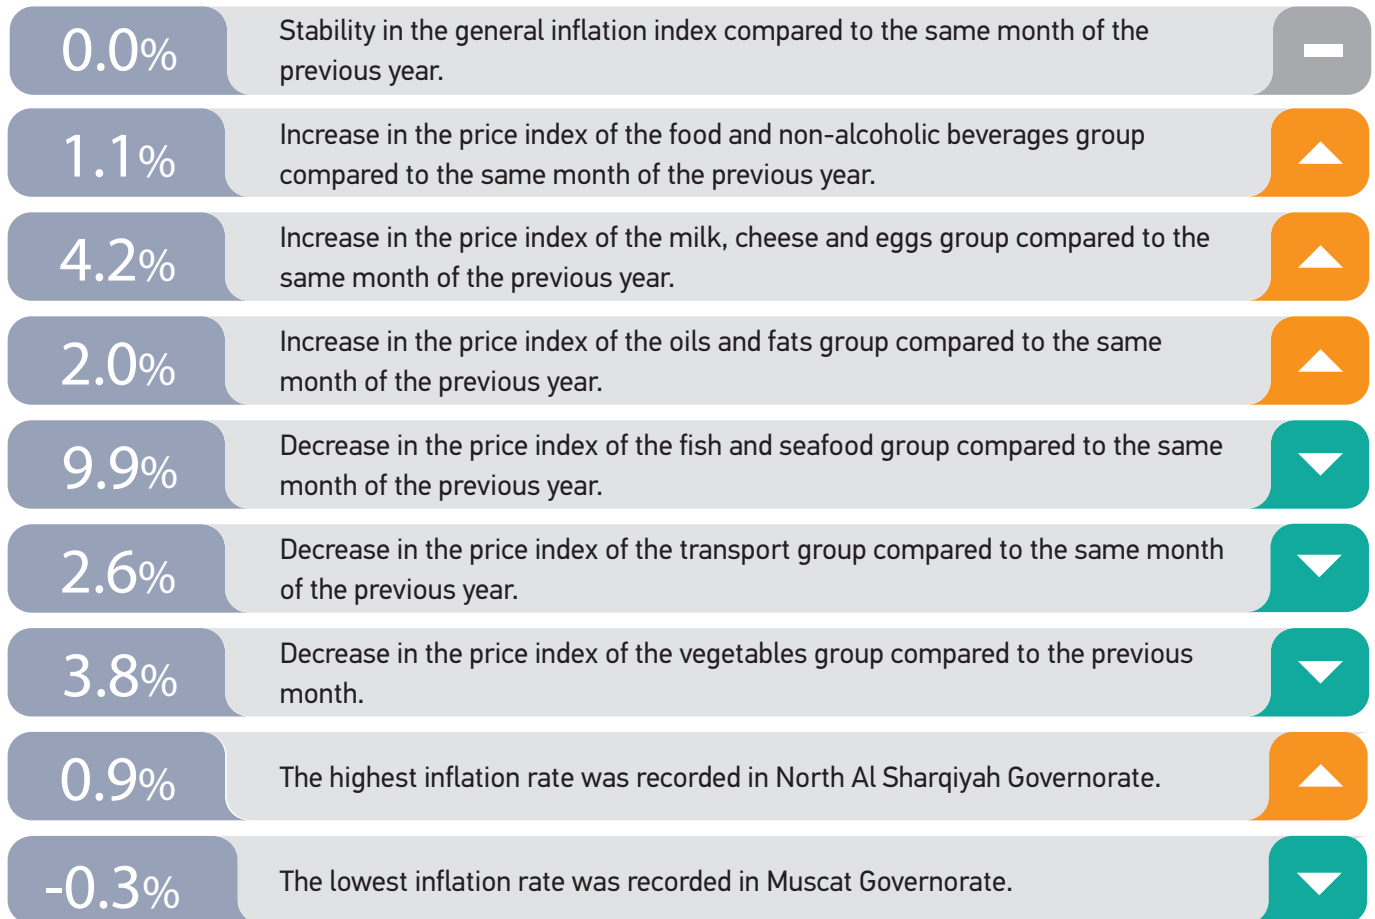 0.0%
Stability in the general inflation index compared to the same month of the
previous year.
1.1%
Increase in the price index of the food and non-alcoholic beverages group
compared to the same month of the previous year.
4.2%
Increase in the price index of the milk, cheese and eggs group compared to the
same month of the previous year.
2.0%
Increase in the price index of the oils and fats group compared to the same
month of the previous year.
9.9%
Decrease in the price index of the fish and seafood group compared to the same
month of the previous year.
2.6%
Decrease in the price index of the transport group compared to the same month
of the previous year.
3.8%
Decrease in the price index of the vegetables group compared to the previous
month.
0.9%
The highest inflation rate was recorded in North Al Sharqiyah Governorate.
-0.3%
The lowest inflation rate was recorded in Muscat Governorate.